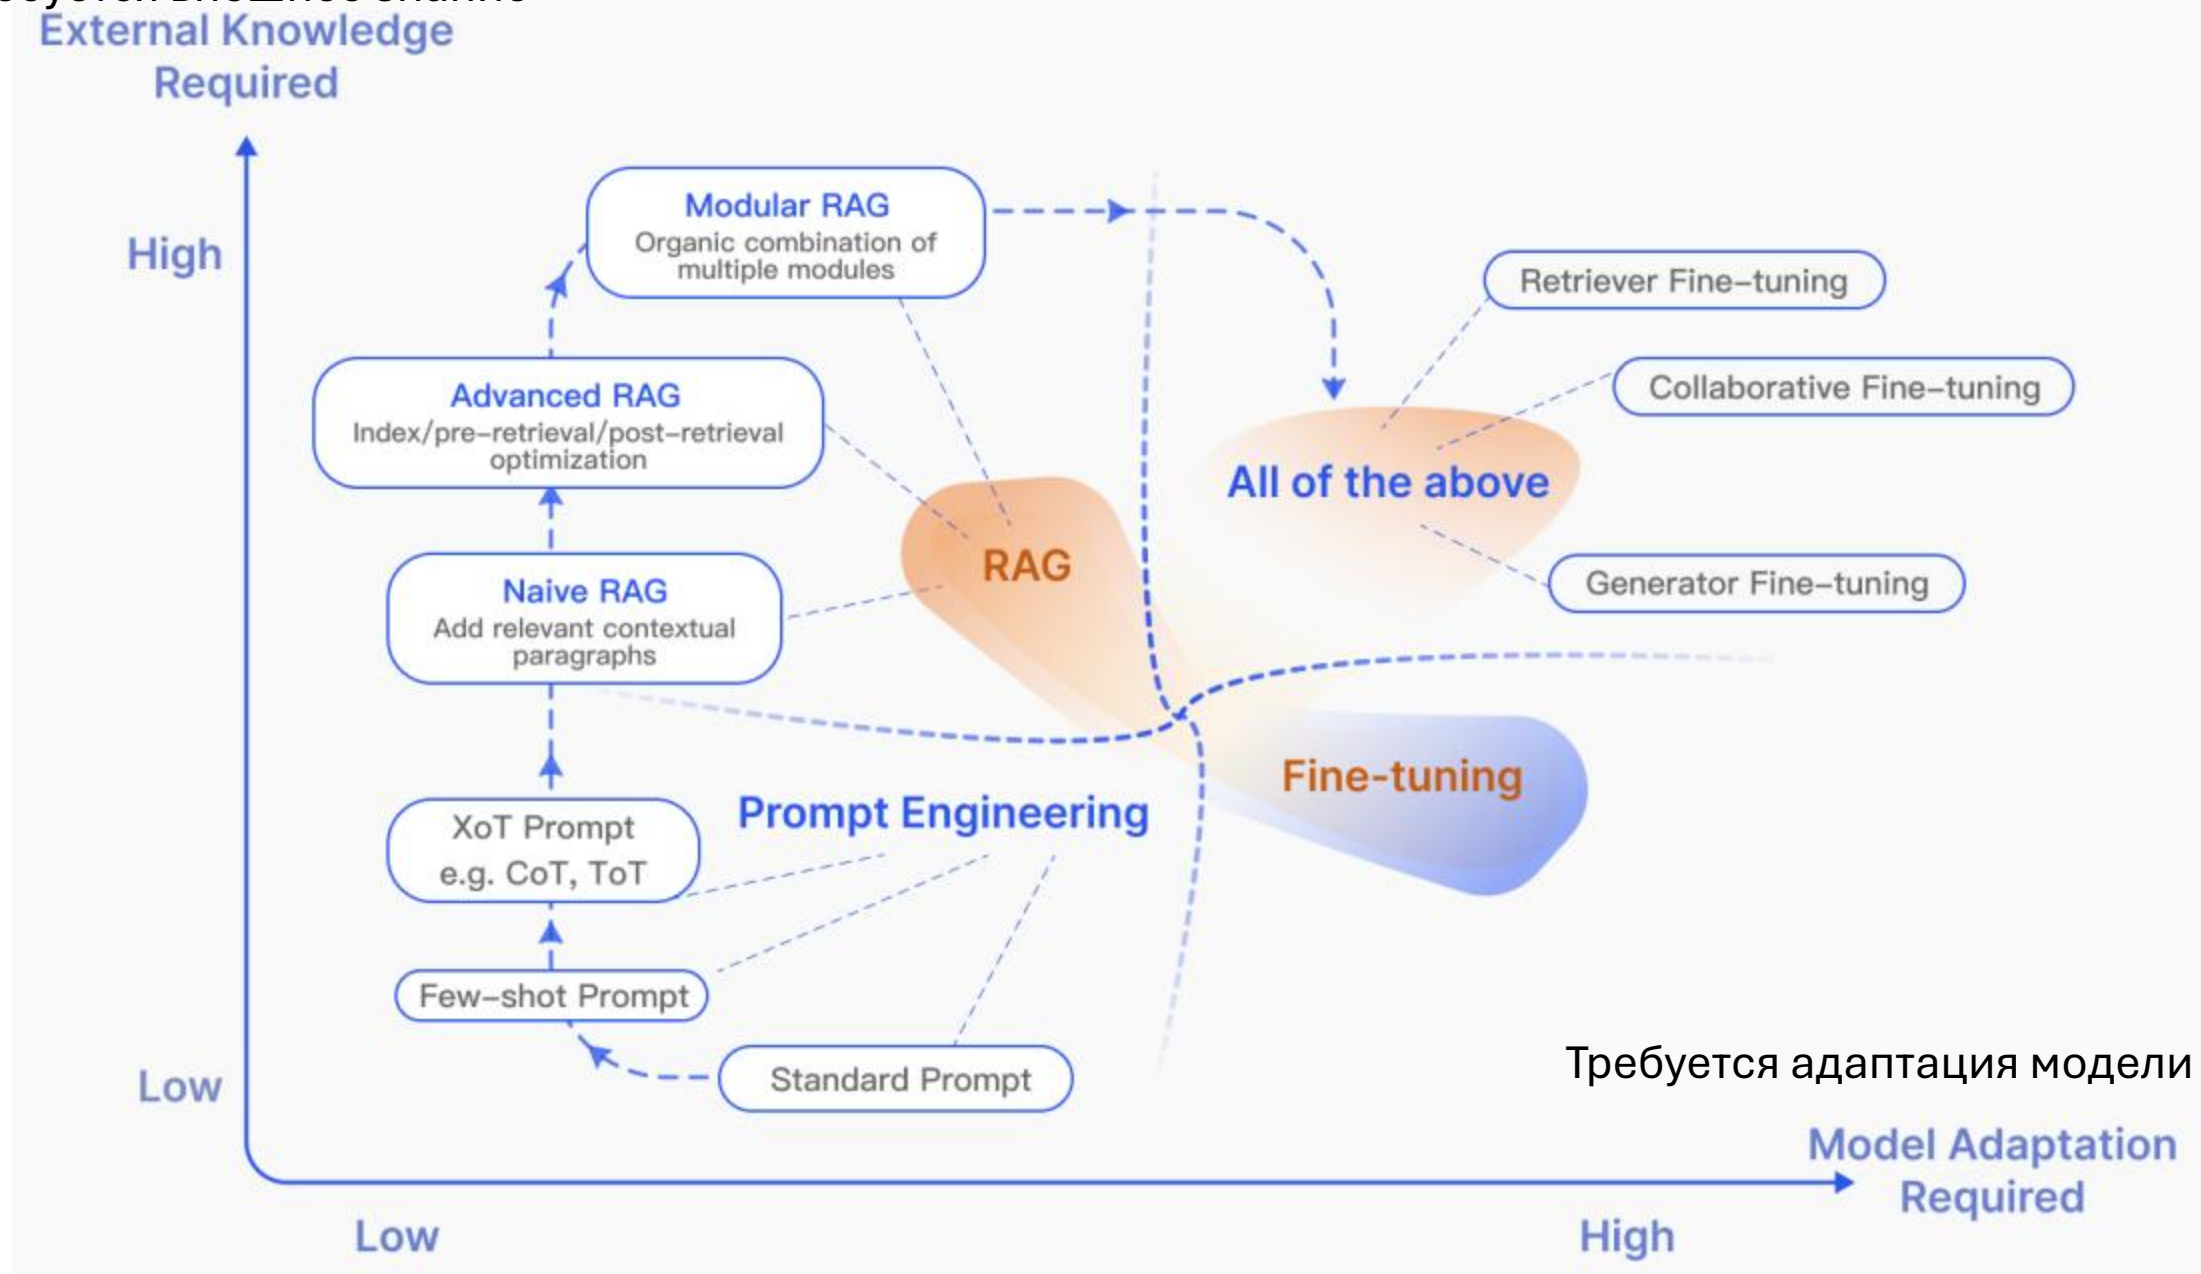 External Knowledge
Required
High
Modular RAG
Organic combination of
multiple modules
Retriever Fine-tuning
Advanced RAG
Index/pre-retrieval/post-retrieval
optimization
Collaborative Fine-tuning
All of the above
RAG
Naive RAG
Add relevant contextual
paragraphs
Generator Fine-tuning
Fine-tuning
Prompt Engineering
XoT Prompt
e.g. CoT, ToT
Few-shot Prompt
Standard Prompt
Low
Требуется адаптация модели
Model Adaptation
Required
Low
High